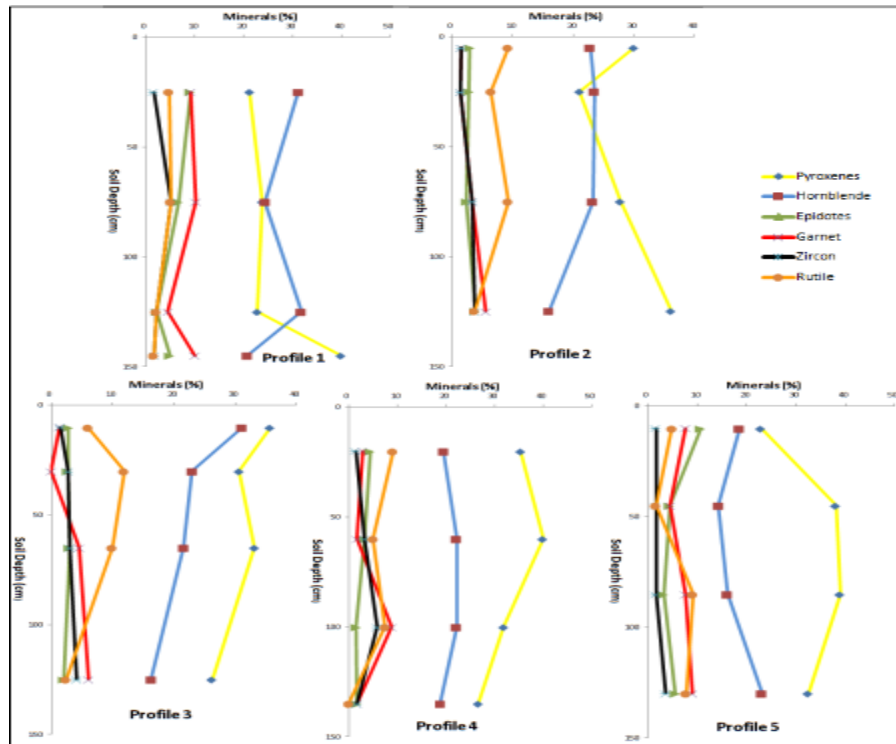 Minerals (%)
0 10 20 30 40 50
0
50
100
150
Soil Depth (cm)
Profile 1
Minerals (%)
0 10 20 30 40
0
50
100
150
Soil Depth (cm)
Profile 2
Pyroxenes
Hornblende
Epidotes
Garnet
Zircon
Rutile
Minerals (%)
0 10 20 30 40
0
50
100
150
Soil Depth (cm)
Profile 3
Minerals (%)
0 10 20 30 40 50
0
50
100
150
Soil Depth (cm)
Profile 4
Minerals (%)
0 10 20 30 40 50
0
50
100
150
Soil Depth (cm)
Profile 5